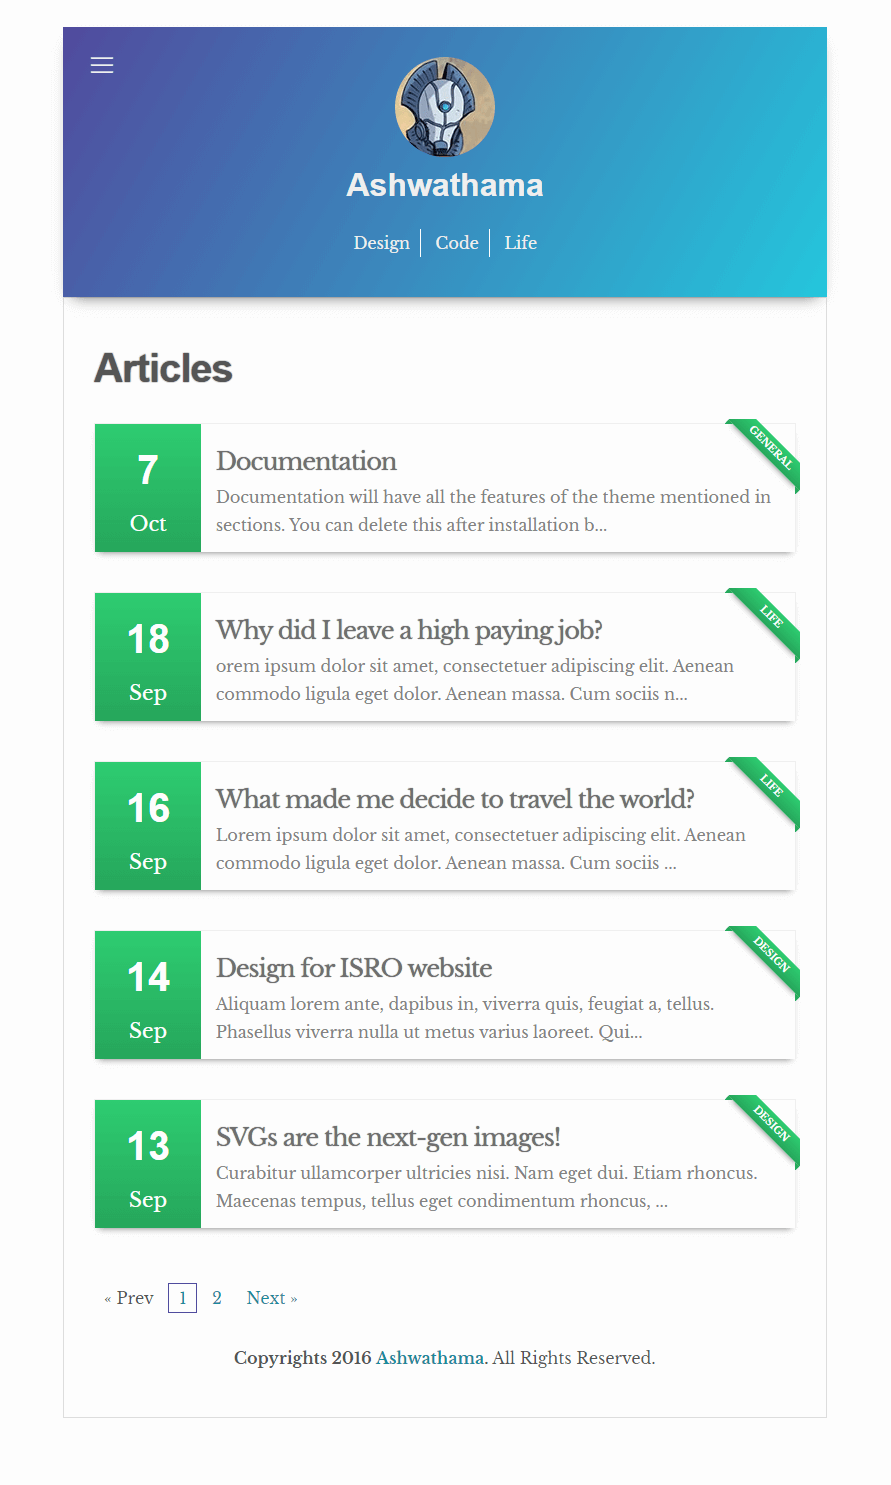 Ashwathama
Design
Code
Life
Articles
7
Oct
Documentation
Documentation will have all the features of the theme mentioned in
sections. You can delete this after installation b...
GENERAL
18
Sep
Why did I leave a high paying job?
orem ipsum dolor sit amet, consectetuer adipiscing elit. Aenean
commodo ligula eget dolor. Aenean massa. Cum sociis n...
LIFE
16
Sep
What made me decide to travel the world?
Lorem ipsum dolor sit amet, consectetuer adipiscing elit. Aenean
commodo ligula eget dolor. Aenean massa. Cum sociis ...
LIFE
14
Sep
Design for ISRO website
Aliquam lorem ante, dapibus in, viverra quis, feugiat a, tellus.
Phasellus viverra nulla ut metus varius laoreet. Qui...
DESIGN
13
Sep
SVGs are the next-gen images!
Curabitur ullamcorper ultricies nisi. Nam eget dui. Etiam rhoncus.
Maecenas tempus, tellus eget condimentum rhoncus, ...
DESIGN
« Prev 1 2 Next »
Copyrights 2016 Ashwathama. All Rights Reserved.